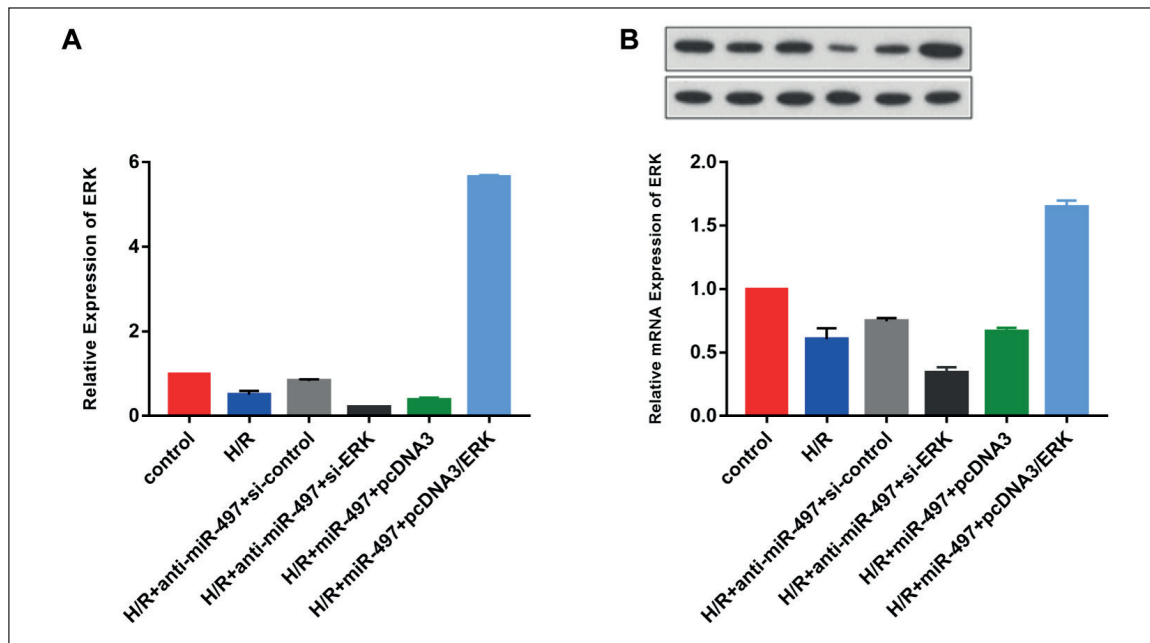 A
Relative Expression of ERK
6
4
2
0
control
H/R
H/R+anti-miR-497+si-control
H/R+anti-miR-497+si-ERK
H/R+miR-497+pcDNA3
H/R+miR-497+pcDNA3/ERK
B
Relative mRNA Expression of ERK
2.0
1.5
1.0
0.5
0.0
control
H/R
H/R+anti-miR-497+si-control
H/R+anti-miR-497+si-ERK
H/R+miR-497+pcDNA3
H/R+miR-497+pcDNA3/ERK